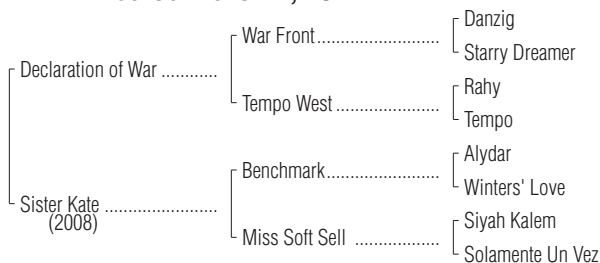 Danzig
War Front
Starry Dreamer
Declaration of War
Rahy
Tempo West
Tempo
Alydar
Benchmark
Winters' Love
Sister Kate
(2008)
Siyah Kalem
Miss Soft Sell
Solamente Un Vez